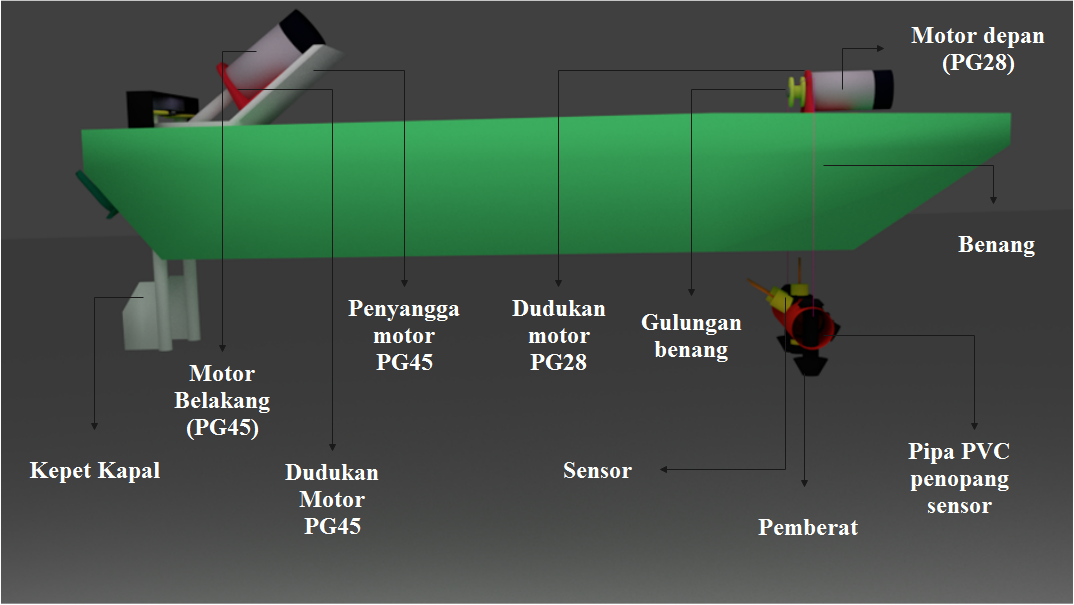 Motor depan
(PG28)
Benang
Penyangga
motor
PG45
Dudukan
motor
PG28
Gulungan
benang
Motor
Belakang
(PG45)
Kepet Kapal
Dudukan
Motor
PG45
Sensor
Pemberat
Pipa PVC
penopang
sensor